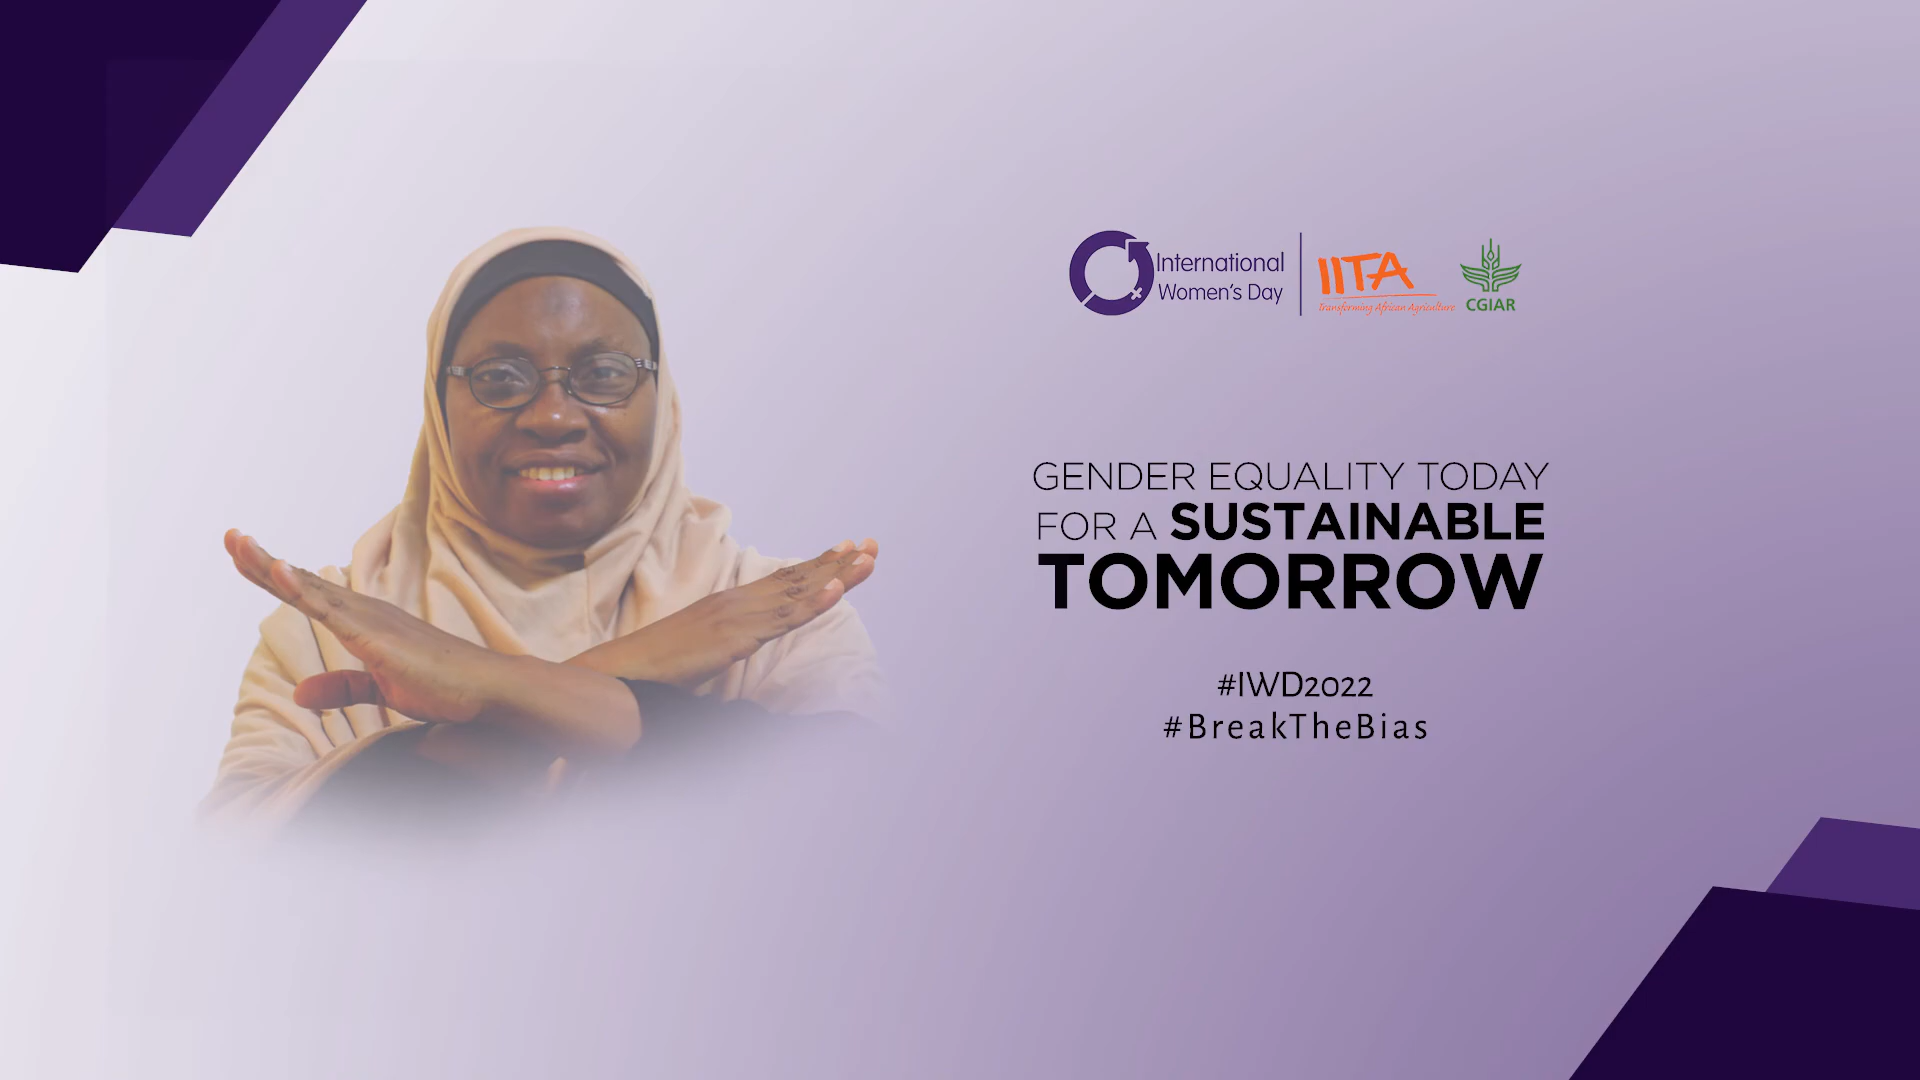 International
Women's Day
IITA
Transforming African Agriculture
CGIAR
GENDER EQUALITY TODAY
FOR A SUSTAINABLE
TOMORROW
#IWD2022
#BreakTheBias